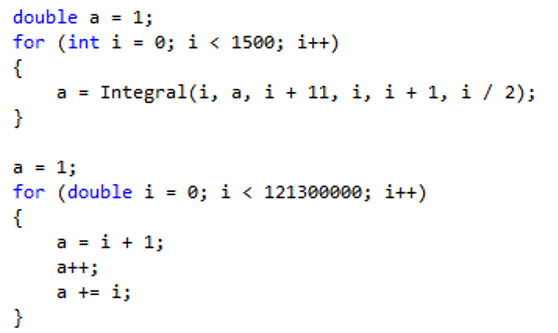 double a = 1;
for (int i = 0; i < 1500; i++)
{
    a = Integral(i, a, i + 11, i, i + 1, i / 2);
}

a = 1;
for (double i = 0; i < 121300000; i++)
{
    a = i + 1;
    a++;
    a += i;
}